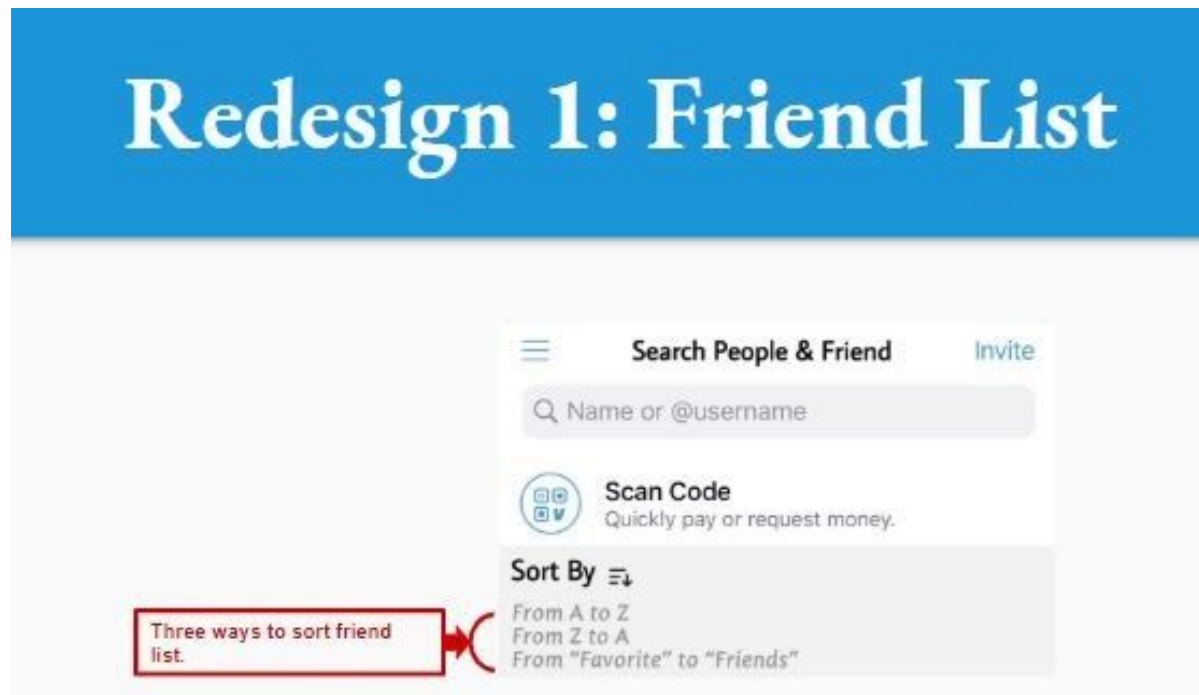 Redesign 1: Friend List
Search People & Friend
Invite
Name or @username
Scan Code
Quickly pay or request money.
Sort By
From A to Z
From Z to A
From “Favorite” to “Friends”
Three ways to sort friend
list.